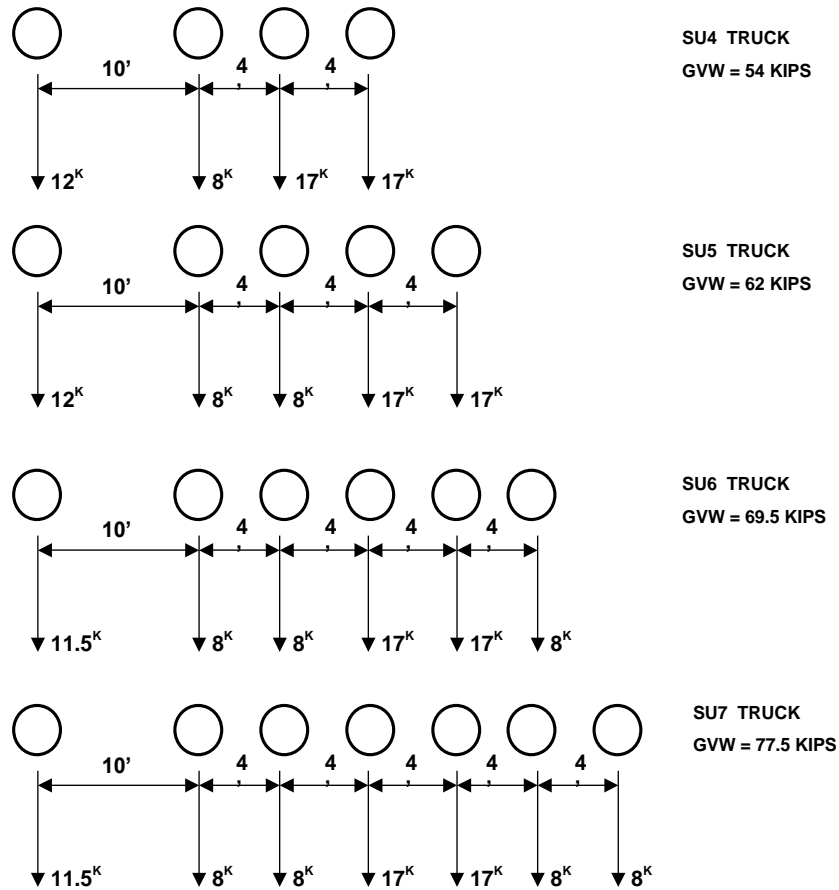 SU4 TRUCK
GVW = 54 KIPS
10’ 4’ 4’
12ᴷ 8ᴷ 17ᴷ 17ᴷ
SU5 TRUCK
GVW = 62 KIPS
10’ 4’ 4’ 4’
12ᴷ 8ᴷ 8ᴷ 17ᴷ 17ᴷ
SU6 TRUCK
GVW = 69.5 KIPS
10’ 4’ 4’ 4’ 4’
11.5ᴷ 8ᴷ 8ᴷ 17ᴷ 17ᴷ 8ᴷ
SU7 TRUCK
GVW = 77.5 KIPS
10’ 4’ 4’ 4’ 4’ 4’
11.5ᴷ 8ᴷ 8ᴷ 17ᴷ 17ᴷ 8ᴷ 8ᴷ